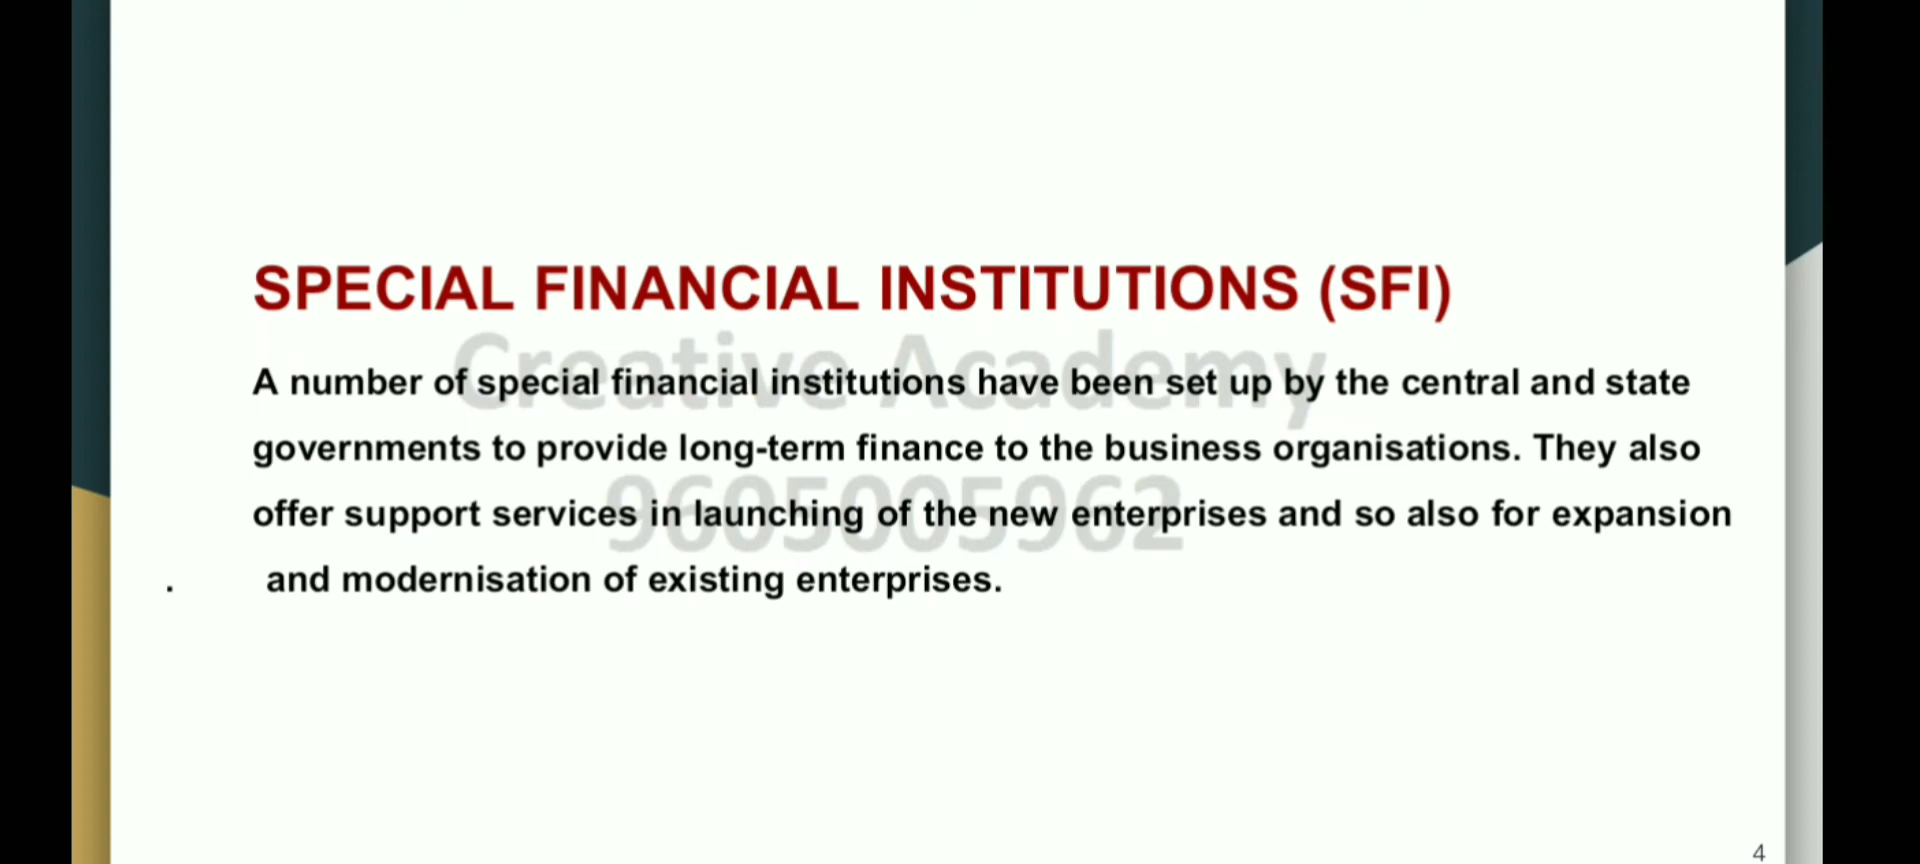 SPECIAL FINANCIAL INSTITUTIONS (SFI)
Creative Academy
A number of special financial institutions have been set up by the central and state
governments to provide long-term finance to the business organisations. They also
9605005962
offer support services in launching of the new enterprises and so also for expansion
. and modernisation of existing enterprises.
4